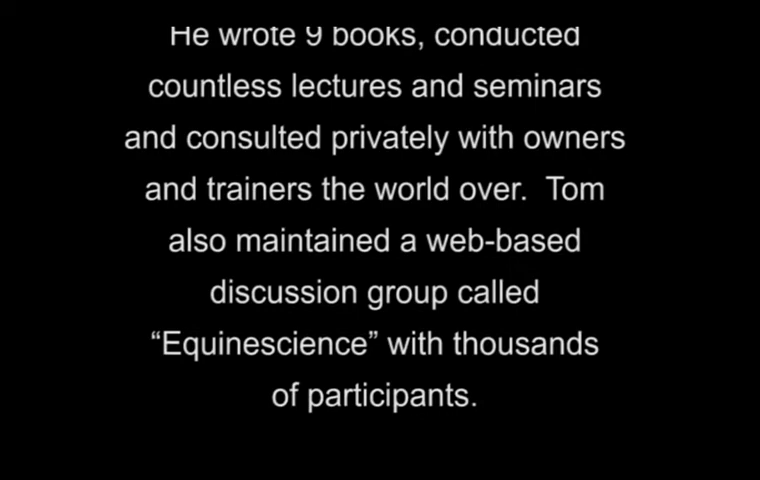 He wrote 9 books, conducted
countless lectures and seminars
and consulted privately with owners
and trainers the world over.  Tom
also maintained a web-based
discussion group called
“Equinescience” with thousands
of participants.